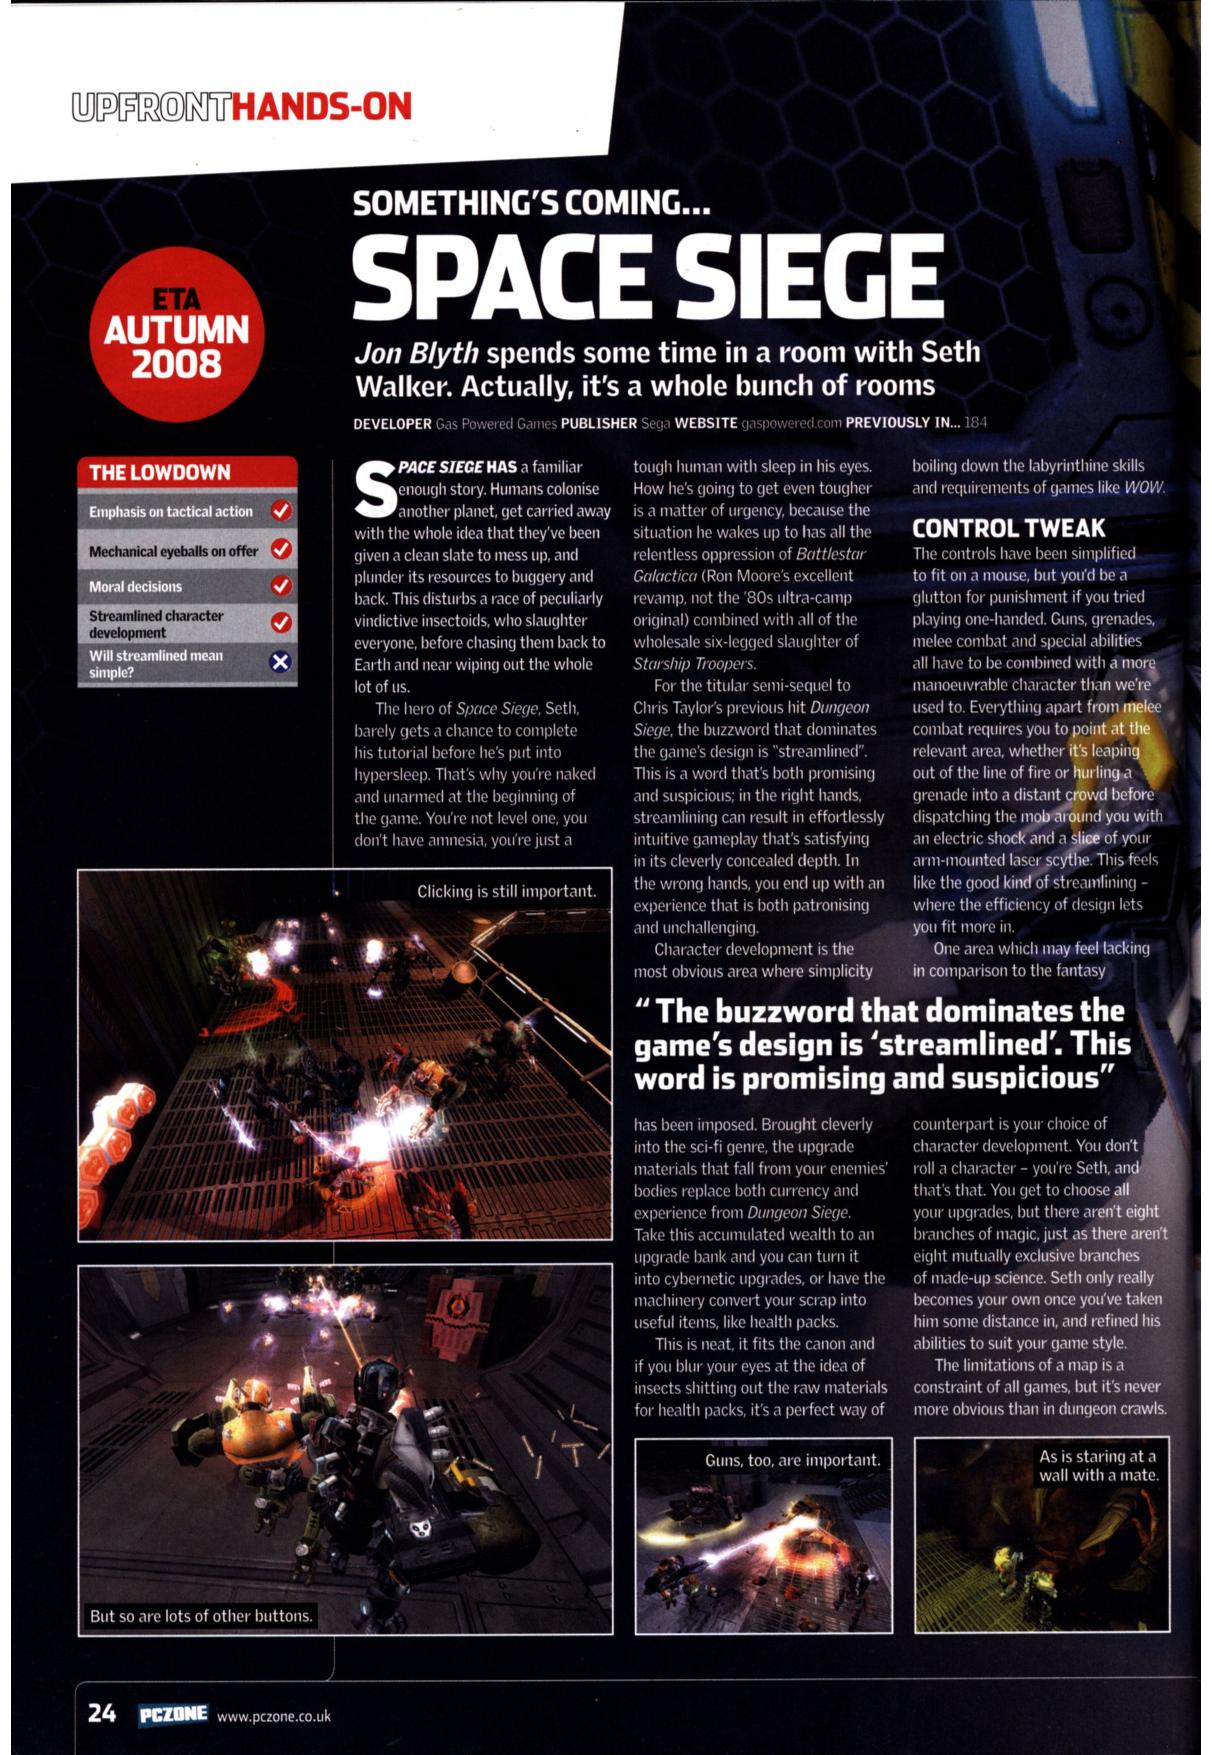 UPFRONTHANDS-ON
SOMETHING'S COMING...
SPACE SIEGE
ETA
AUTUMN
2008
Jon Blyth spends some time in a room with Seth
Walker. Actually, it's a whole bunch of rooms
DEVELOPER Gas Powered Games PUBLISHER Sega WEBSITE gaspowered.com PREVIOUSLY IN... 184
THE LOWDOWN
Emphasis on tactical action
Mechanical eyeballs on offer
Moral decisions
Streamlined character
development
Will streamlined mean
simple?
SPACE SIEGE HAS a familiar
enough story. Humans colonise
another planet, get carried away
with the whole idea that they've been
given a clean slate to mess up, and
plunder its resources to buggery and
back. This disturbs a race of peculiarly
vindictive insectoids, who slaughter
everyone, before chasing them back to
Earth and near wiping out the whole
lot of us.
The hero of Space Siege, Seth,
barely gets a chance to complete
his tutorial before he's put into
hypersleep. That's why you're naked
and unarmed at the beginning of
the game. You're not level one, you
don't have amnesia, you're just a
tough human with sleep in his eyes.
How he's going to get even tougher
is a matter of urgency, because the
situation he wakes up to has all the
relentless oppression of Battlestar
Galactica (Ron Moore's excellent
revamp, not the '80s ultra-camp
original) combined with all of the
wholesale six-legged slaughter of
Starship Troopers.
For the titular semi-sequel to
Chris Taylor's previous hit Dungeon
Siege, the buzzword that dominates
the game's design is "streamlined".
This is a word that's both promising
and suspicious; in the right hands,
streamlining can result in effortlessly
intuitive gameplay that's satisfying
in its cleverly concealed depth. In
the wrong hands, you end up with an
experience that is both patronising
and unchallenging.
Character development is the
most obvious area where simplicity
"The buzzword that dominates the
game's design is 'streamlined'. This
word is promising and suspicious"
has been imposed. Brought cleverly
into the sci-fi genre, the upgrade
materials that fall from your enemies'
bodies replace both currency and
experience from Dungeon Siege.
Take this accumulated wealth to an
upgrade bank and you can turn it
into cybernetic upgrades, or have the
machinery convert your scrap into
useful items, like health packs.
This is neat, it fits the canon and
if you blur your eyes at the idea of
insects shitting out the raw materials
for health packs, it's a perfect way of
boiling down the labyrinthine skills
and requirements of games like WOW.
CONTROL TWEAK
The controls have been simplified
to fit on a mouse, but you'd be a
glutton for punishment if you tried
playing one-handed. Guns, grenades,
melee combat and special abilities
all have to be combined with a more
manoeuvrable character than we're
used to. Everything apart from melee
combat requires you to point at the
relevant area, whether it's leaping
out of the line of fire or hurling a
grenade into a distant crowd before
dispatching the mob around you with
an electric shock and a slice of your
arm-mounted laser scythe. This feels
like the good kind of streamlining –
where the efficiency of design lets
you fit more in.
One area which may feel lacking
in comparison to the fantasy
counterpart is your choice of
character development. You don't
roll a character – you're Seth, and
that's that. You get to choose all
your upgrades, but there aren't eight
branches of magic, just as there aren't
eight mutually exclusive branches
of made-up science. Seth only really
becomes your own once you've taken
him some distance in, and refined his
abilities to suit your game style.
The limitations of a map is a
constraint of all games, but it's never
more obvious than in dungeon crawls.
Clicking is still important.
But so are lots of other buttons.
Guns, too, are important.
As is staring at a
wall with a mate.
24 PCZONE www.pczone.co.uk